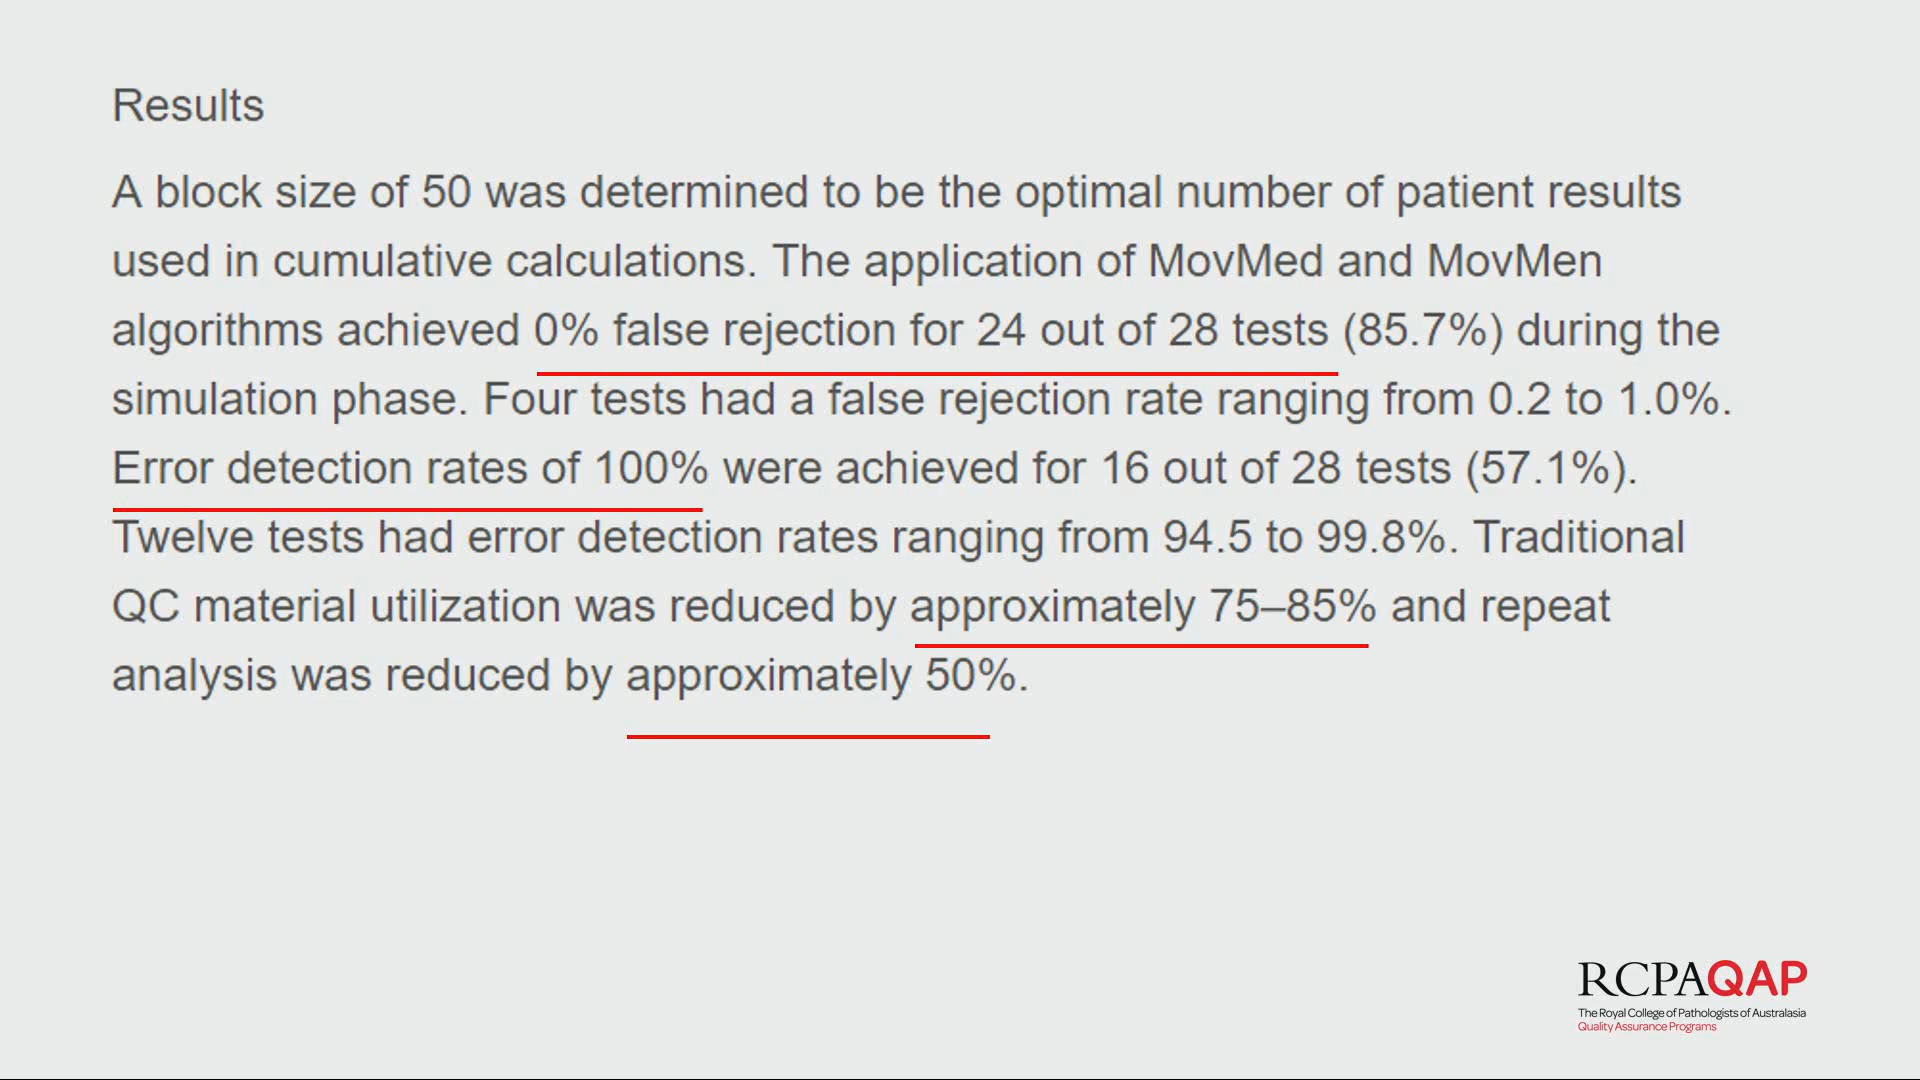 Results
A block size of 50 was determined to be the optimal number of patient results
used in cumulative calculations. The application of MovMed and MovMen
algorithms achieved 0% false rejection for 24 out of 28 tests (85.7%) during the
simulation phase. Four tests had a false rejection rate ranging from 0.2 to 1.0%.
Error detection rates of 100% were achieved for 16 out of 28 tests (57.1%).
Twelve tests had error detection rates ranging from 94.5 to 99.8%. Traditional
QC material utilization was reduced by approximately 75–85% and repeat
analysis was reduced by approximately 50%.
RCPAQAP
The Royal College of Pathologists of Australasia
Quality Assurance Programs